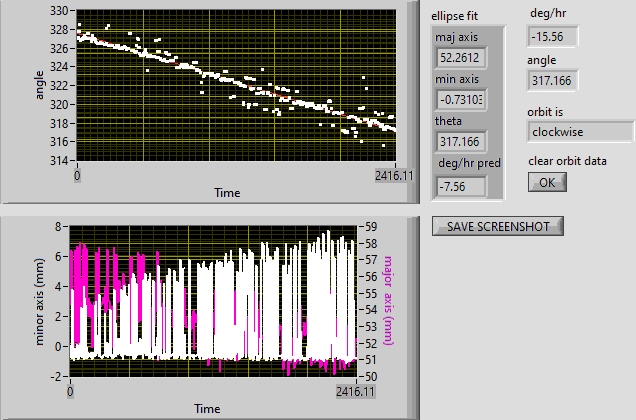 330
328
326
324
322
320
318
316
314
angle
0
2416.11
Time
ellipse fit
maj axis
52.2612
min axis
-0.73103
theta
317.166
deg/hr pred
-7.56
deg/hr
-15.56
angle
317.166
orbit is
clockwise
clear orbit data
OK
SAVE SCREENSHOT
8
6
4
2
0
-2
minor axis (mm)
59
58
57
56
55
54
53
52
51
50
major axis (mm)
0
2416.11
Time